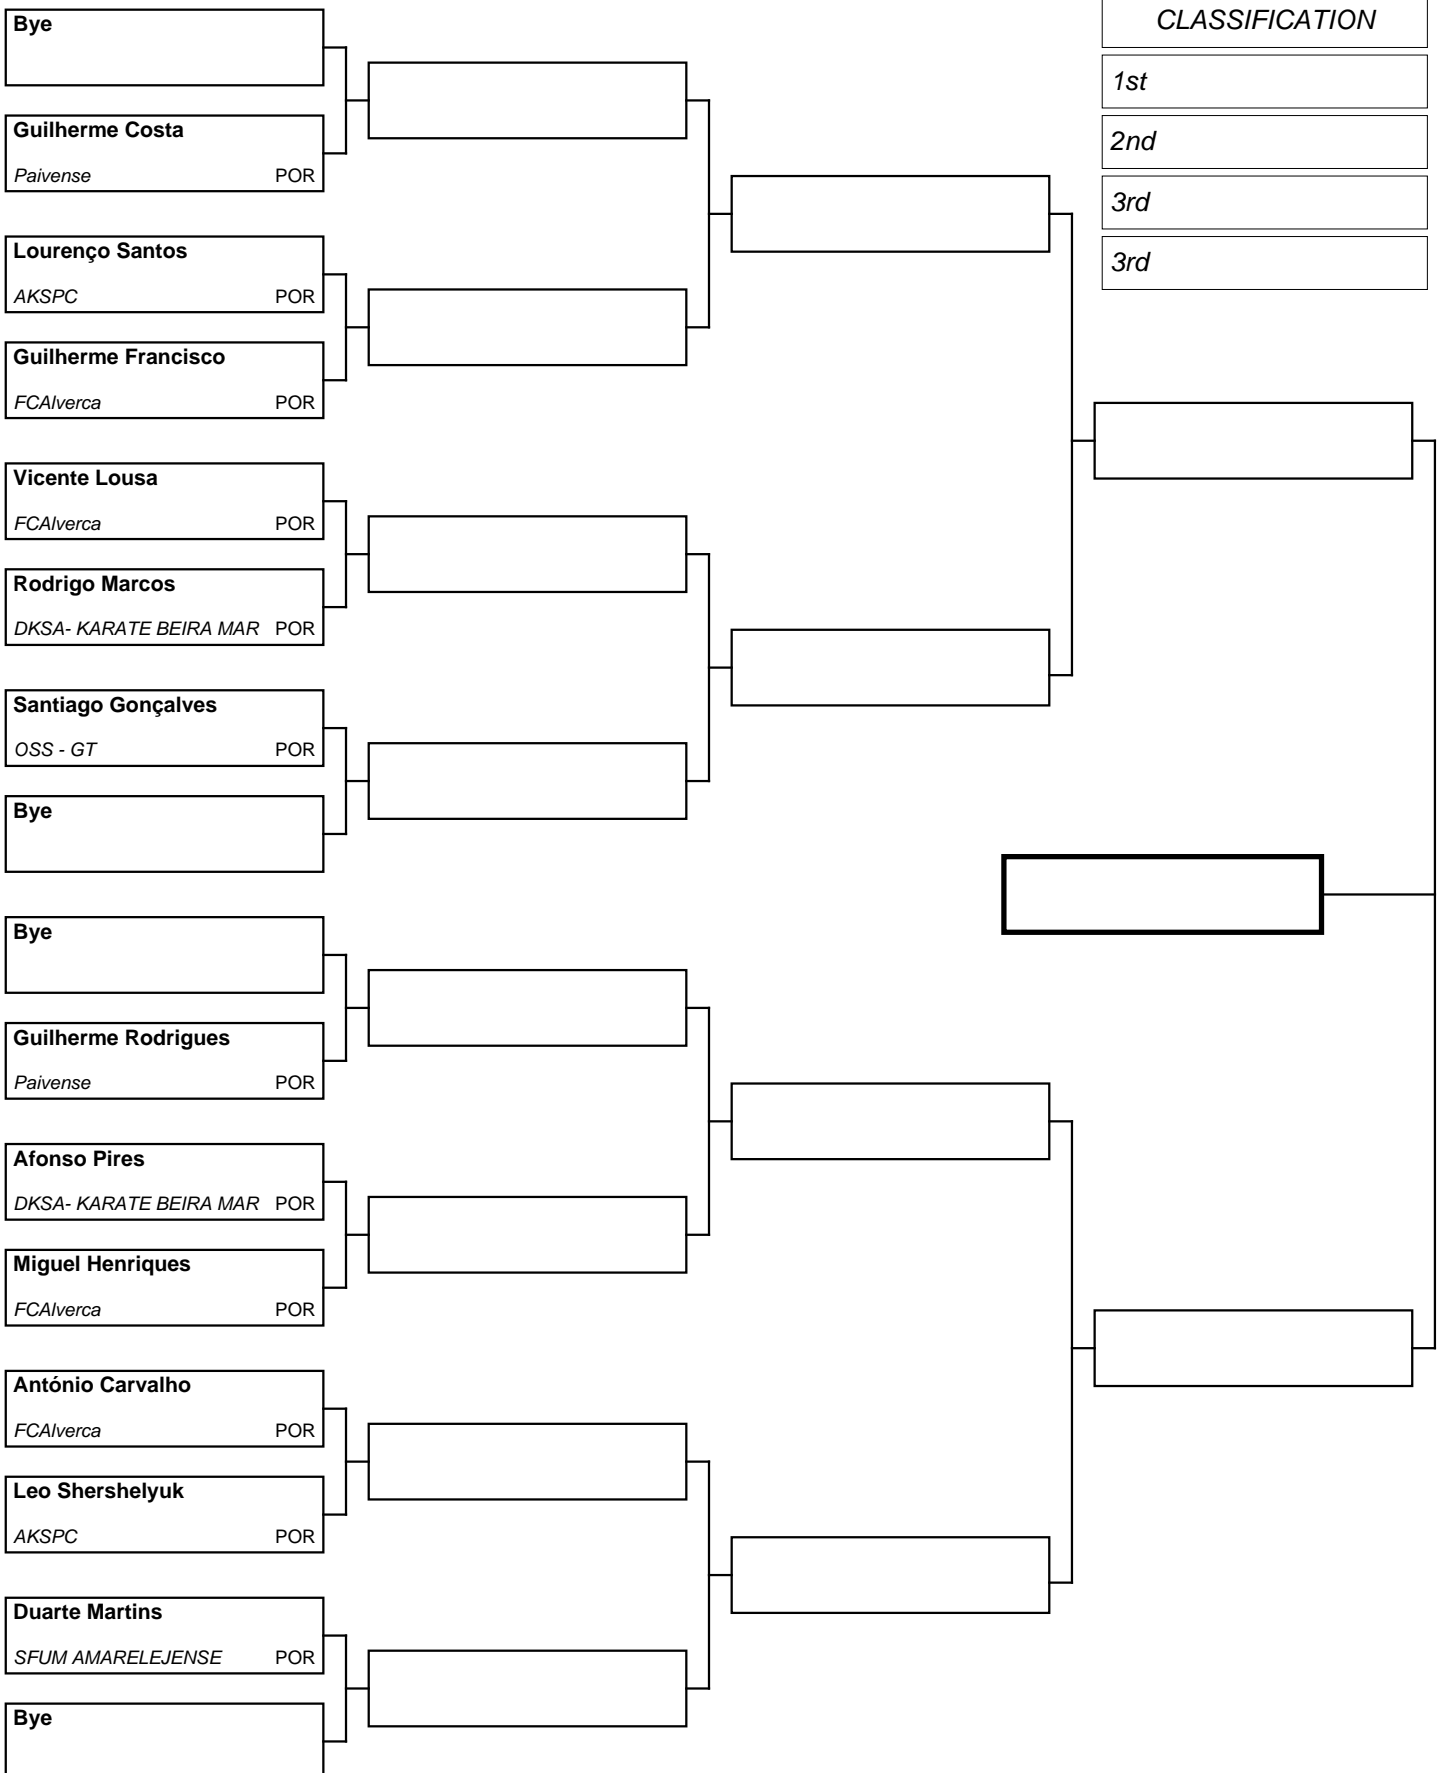 Bye
Guilherme Costa
Paivense POR
Lourenço Santos
AKSPC POR
Guilherme Francisco
FCAlverca POR
Vicente Lousa
FCAlverca POR
Rodrigo Marcos
DKSA- KARATE BEIRA MAR POR
Santiago Gonçalves
OSS - GT POR
Bye
Bye
Guilherme Rodrigues
Paivense POR
Afonso Pires
DKSA- KARATE BEIRA MAR POR
Miguel Henriques
FCAlverca POR
António Carvalho
FCAlverca POR
Leo Shershelyuk
AKSPC POR
Duarte Martins
SFUM AMARELEJENSE POR
Bye
CLASSIFICATION
1st
2nd
3rd
3rd